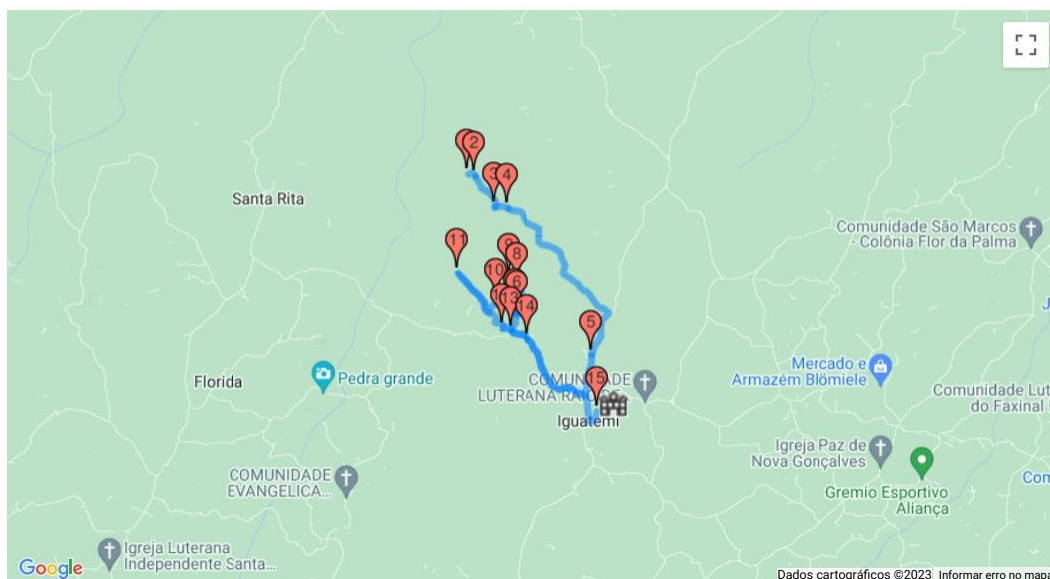 2
3
4
Santa Rita
Comunidade São Marcos
- Colônia Flor da Palma
11
9
8
10
6
13
14
5
Mercado e
Armazém Blömiele
Florida
Pedra grande
15
COMUNIDADE
LUTERANA
Iguatemi
Comunidade Lut
do Faxinal
Igreja Paz de
Nova Gonçalves
COMUNIDADE
EVANGELICA...
Gremio Esportivo
Aliança
Com
Igreja Luterana
Independente Santa...
Google
Dados cartográficos ©2023
Informar erro no mapa